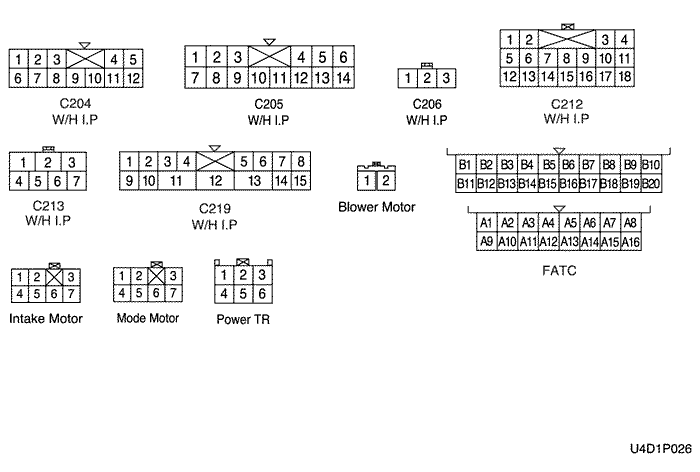 1 2 3 4 5
6 7 8 9 10 11 12
C204
W/H I.P
1 2 3 4 5 6
7 8 9 10 11 12 13 14
C205
W/H I.P
1 2 3
C206
W/H I.P
1 2 3 4
5 6 7 8 9 10 11
12 13 14 15 16 17 18
C212
W/H I.P
1 2 3
4 5 6 7
C213
W/H I.P
1 2 3 4 5 6 7 8
9 10 11 12 13 14 15
C219
W/H I.P
1 2
Blower Motor
B1 B2 B3 B4 B5 B6 B7 B8 B9 B10
B11 B12 B13 B14 B15 B16 B17 B18 B19 B20
A1 A2 A3 A4 A5 A6 A7 A8
A9 A10 A11 A12 A13 A14 A15 A16
FATC
1 2 3
4 5 6 7
Intake Motor
1 2 3
4 5 6 7
Mode Motor
1 2 3
4 5 6
Power TR
U4D1P026